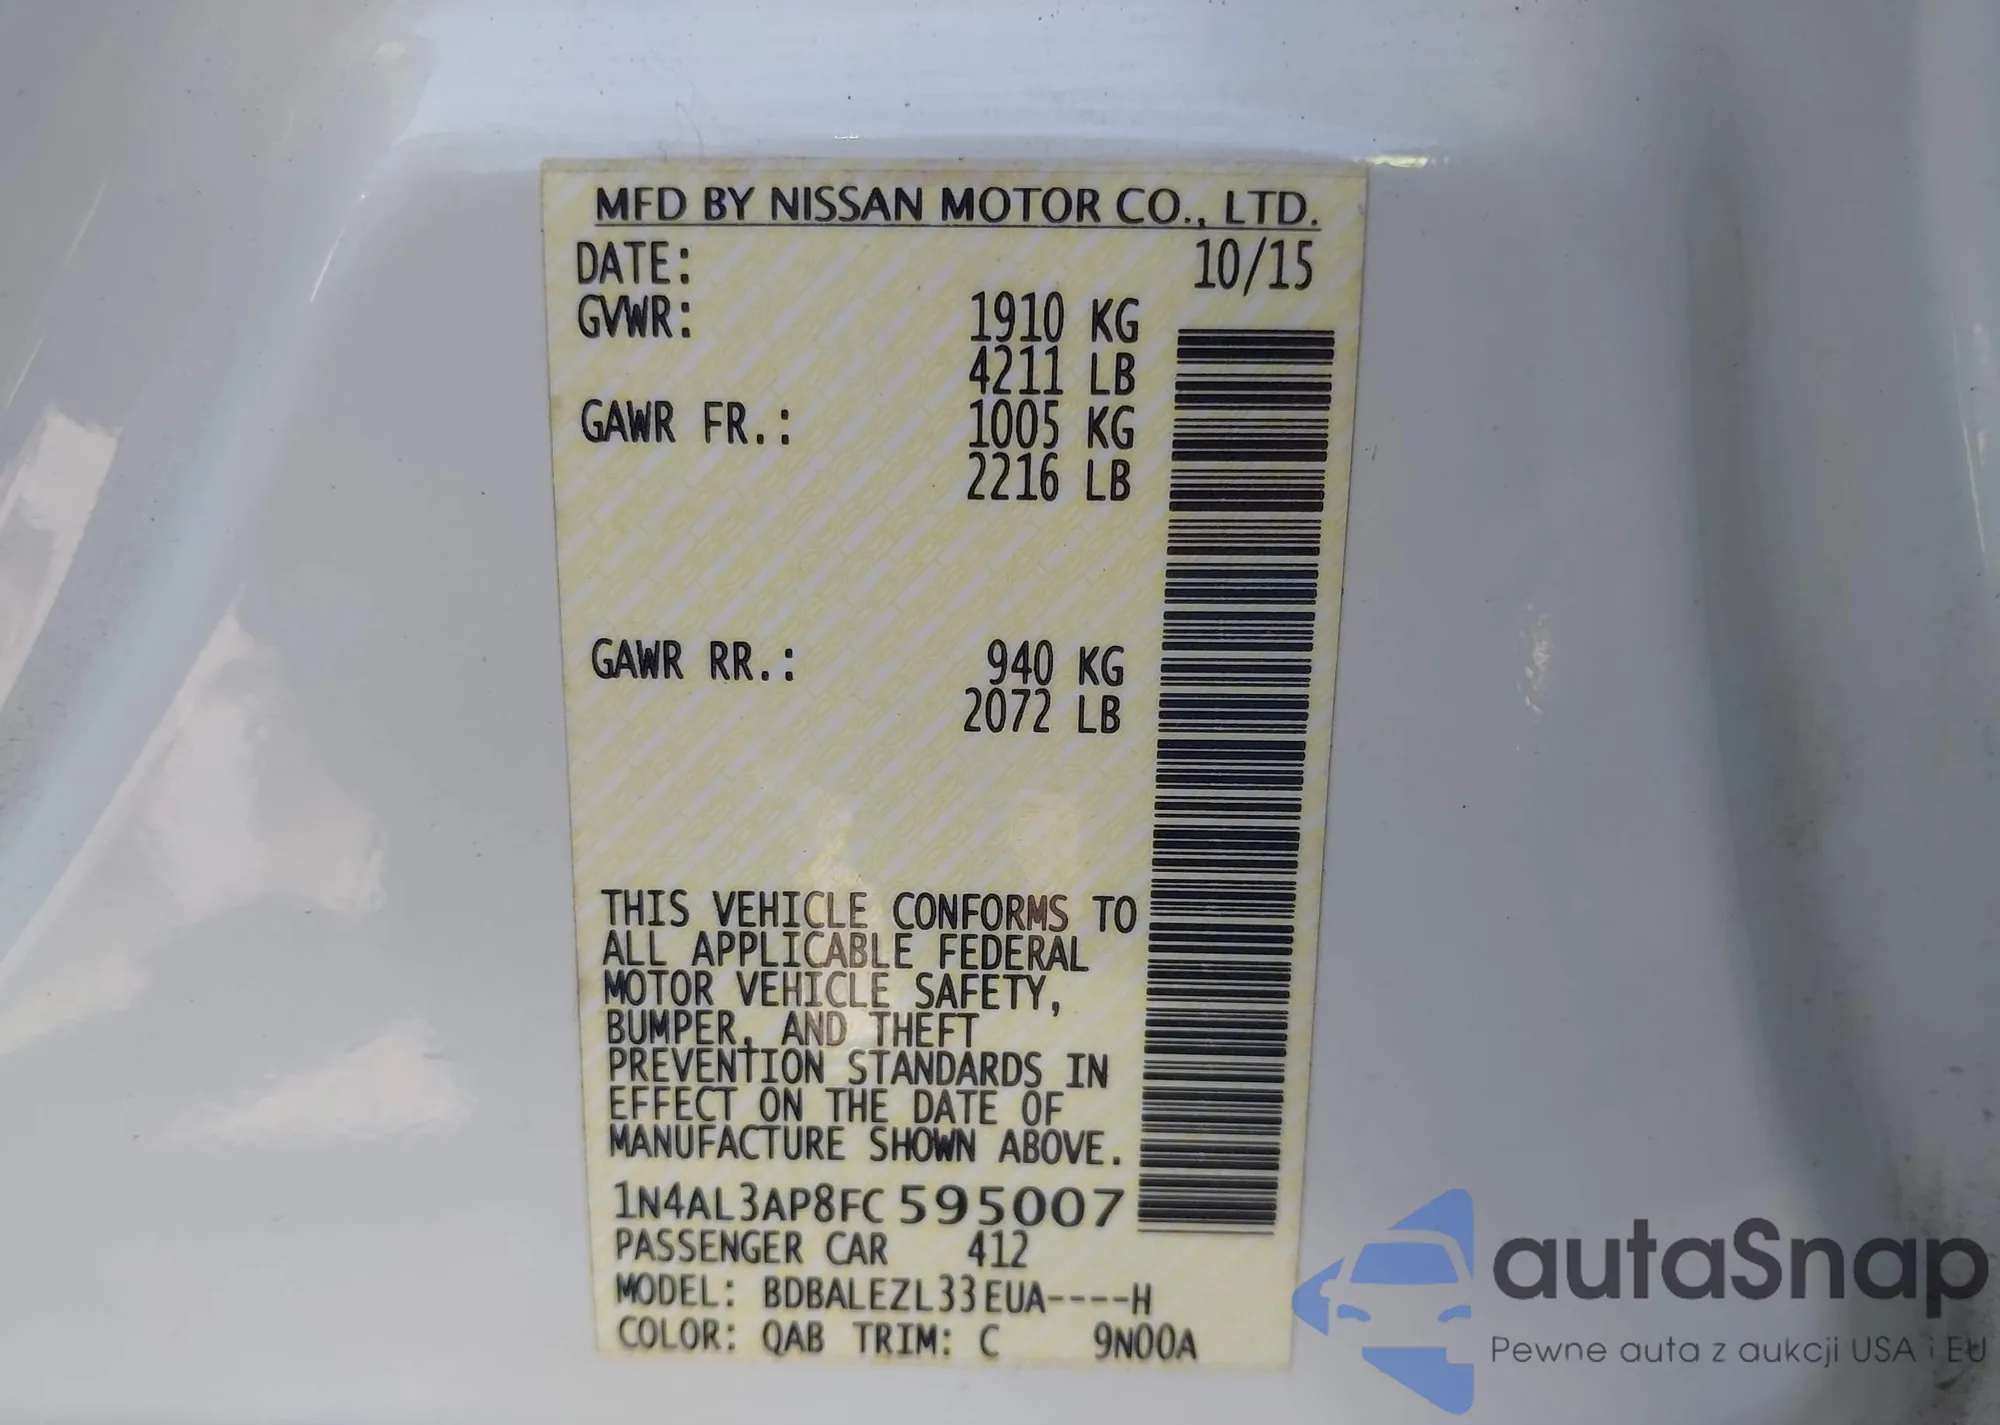 MFD BY NISSAN MOTOR CO., LTD.
DATE: 10/15
GVWR: 1910 KG
4211 LB
GAWR FR.: 1005 KG
2216 LB
GAWR RR.: 940 KG
2072 LB
THIS VEHICLE CONFORMS TO
ALL APPLICABLE FEDERAL
MOTOR VEHICLE SAFETY,
BUMPER, AND THEFT
PREVENTION STANDARDS IN
EFFECT ON THE DATE OF
MANUFACTURE SHOWN ABOVE.
1N4AL3AP8FC595007
PASSENGER CAR 412
MODEL: BDBALEZL33EUA----H
COLOR: QAB TRIM: C 9N00A
autaSnap
Pewne auta z aukcji USA i EU